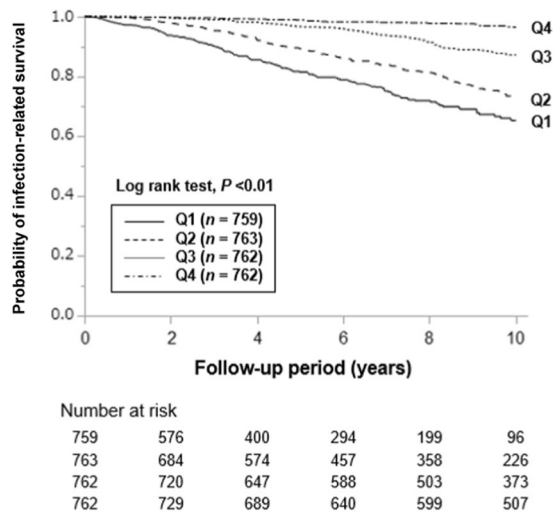 Probability of infection-related survival
1.0
0.8
0.6
0.4
0.2
0.0
Q4
Q3
Q2
Q1
Log rank test, P <0.01
Q1 (n = 759)
Q2 (n = 763)
Q3 (n = 762)
Q4 (n = 762)
0 2 4 6 8 10
Follow-up period (years)
Number at risk
759 576 400 294 199 96
763 684 574 457 358 226
762 720 647 588 503 373
762 729 689 640 599 507